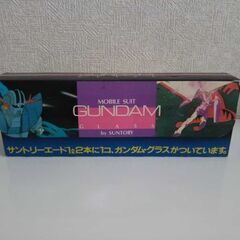 MOBILE SUIT
GUNDAM
GLASS
by SUNTORY
サントリーエード1ℓ2本に1コ、ガンダムグラスがついています。